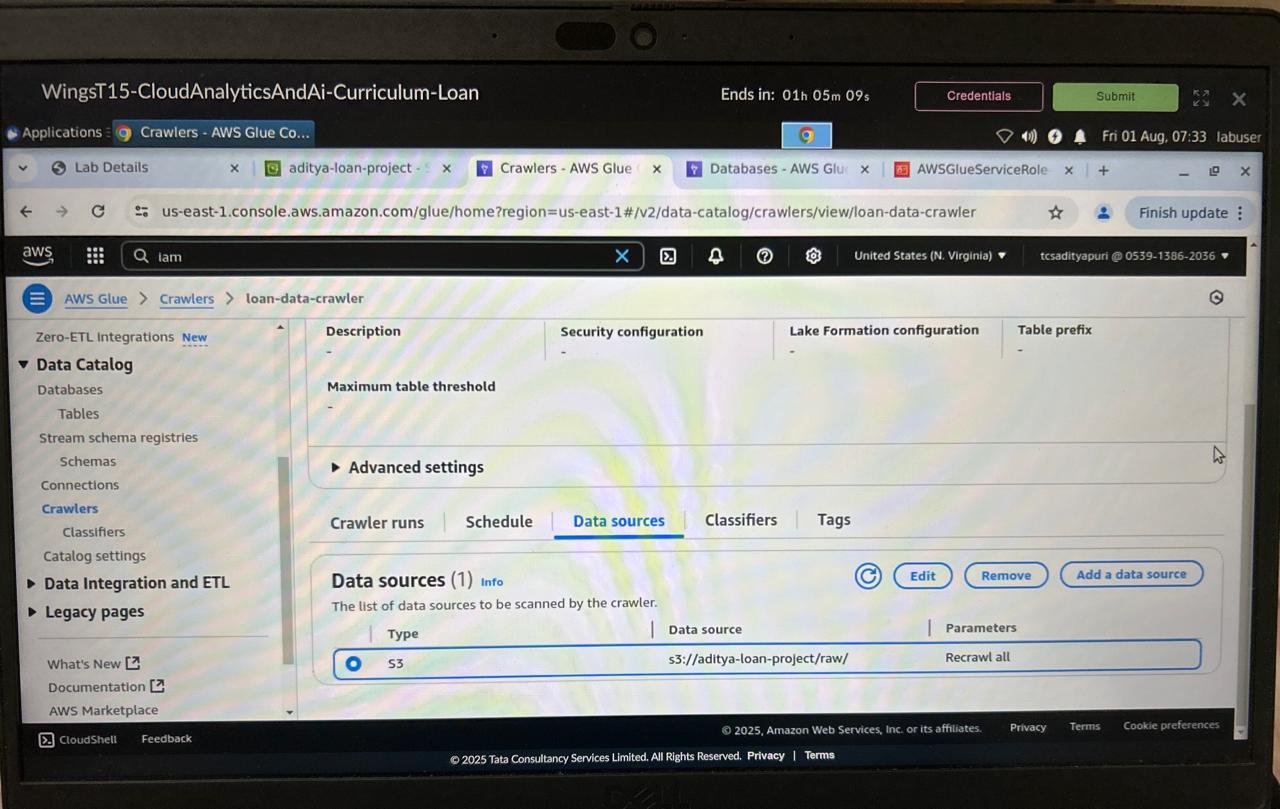 WingsT15-CloudAnalyticsAndAi-Curriculum-Loan
Ends in: 01h 05m 09s
Credentials
Submit
Applications
Crawlers - AWS Glue Co...
Fri 01 Aug, 07:33 labuser
Lab Details
aditya-loan-project -
Crawlers - AWS Glue
Databases - AWS Glu
AWSGlueServiceRole
us-east-1.console.aws.amazon.com/glue/home?region=us-east-1#/v2/data-catalog/crawlers/view/loan-data-crawler
Finish update
aws
iam
United States (N. Virginia)
tcsadityapuri @ 0539-1386-2036
AWS Glue > Crawlers > loan-data-crawler
Zero-ETL Integrations New
Data Catalog
Databases
Tables
Stream schema registries
Schemas
Connections
Crawlers
Classifiers
Catalog settings
Data Integration and ETL
Legacy pages
What's New
Documentation
AWS Marketplace
Description
-
Security configuration
-
Lake Formation configuration
-
Table prefix
-
Maximum table threshold
-
Advanced settings
Crawler runs
Schedule
Data sources
Classifiers
Tags
Data sources (1) Info
Edit
Remove
Add a data source
The list of data sources to be scanned by the crawler.
Type
Data source
Parameters
S3
s3://aditya-loan-project/raw/
Recrawl all
CloudShell
Feedback
© 2025, Amazon Web Services, Inc. or its affiliates.
Privacy
Terms
Cookie preferences
© 2025 Tata Consultancy Services Limited. All Rights Reserved. Privacy | Terms